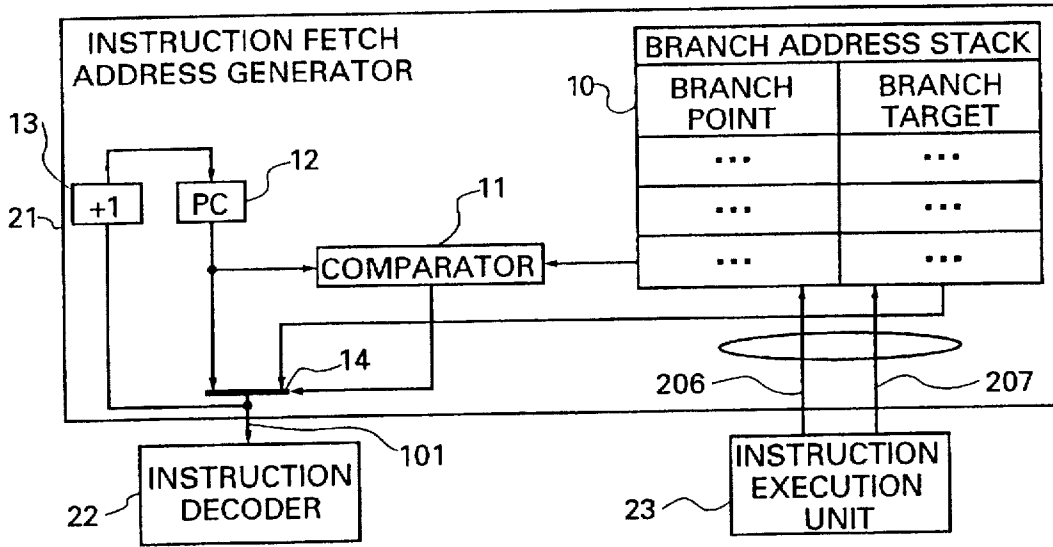 INSTRUCTION FETCH
ADDRESS GENERATOR
BRANCH ADDRESS STACK
10
BRANCH
POINT
BRANCH
TARGET
...
...
...
...
...
...
13
12
21
+1
PC
11
COMPARATOR
14
206
207
101
INSTRUCTION
DECODER
22
INSTRUCTION
EXECUTION
UNIT
23